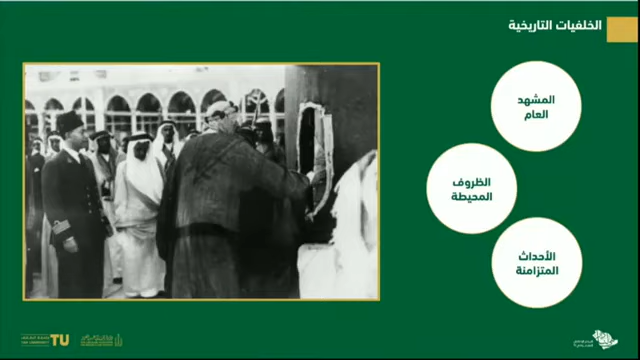 الخلفيات التاريخية
المشهد
العام
الظروف
المحيطة
الأحداث
المتزامنة
TU